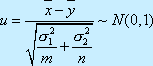 u = (x̄ − ȳ) / √(σ₁²/m + σ₂²/n) ~ N(0,1)